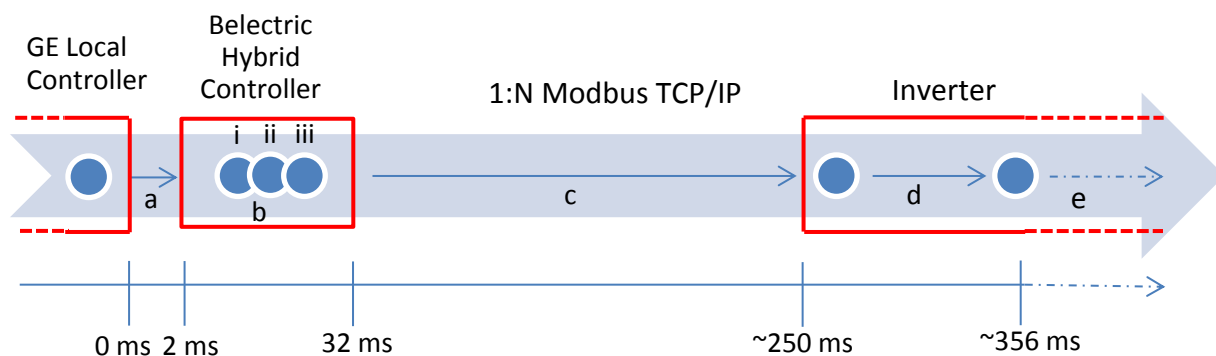 GE Local
Controller
Belectric
Hybrid
Controller
1:N Modbus TCP/IP
Inverter
i ii iii
a
b
c
d
e
0 ms
2 ms
32 ms
~250 ms
~356 ms